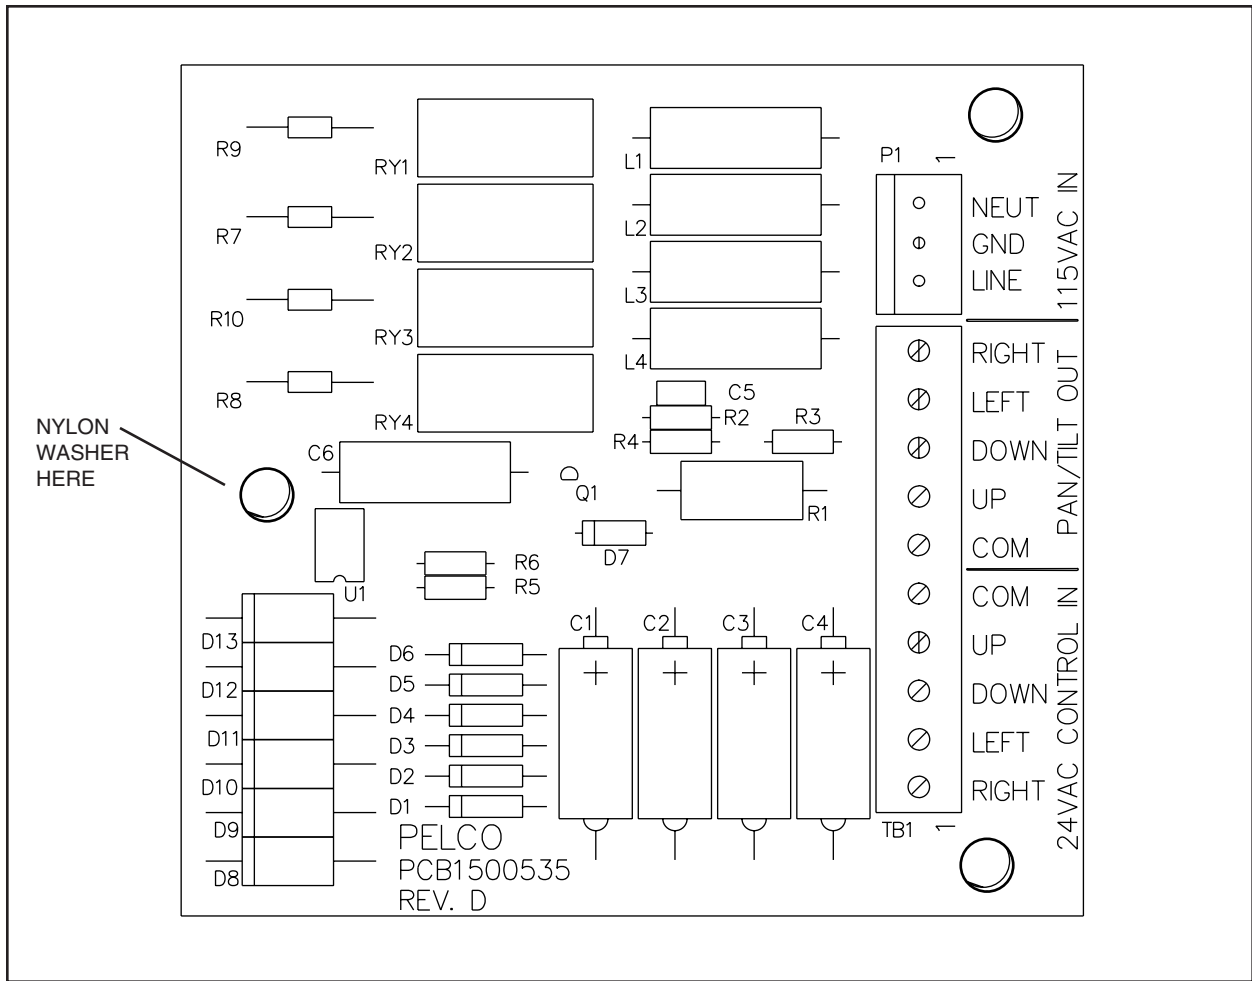 R9
RY1
L1
P1
1
NEUT
GND
LINE
115VAC IN
R7
RY2
L2
R10
RY3
L3
R8
RY4
L4
RIGHT
LEFT
DOWN
UP
COM
PAN/TILT OUT
C5
R2
R4
R3
R1
NYLON
WASHER
HERE
C6
Q1
D7
U1
R6
R5
COM
UP
DOWN
LEFT
RIGHT
24VAC CONTROL IN
TB1
1
D13
D12
D11
D10
D9
D8
D6
D5
D4
D3
D2
D1
C1
C2
C3
C4
PELCO
PCB1500535
REV. D